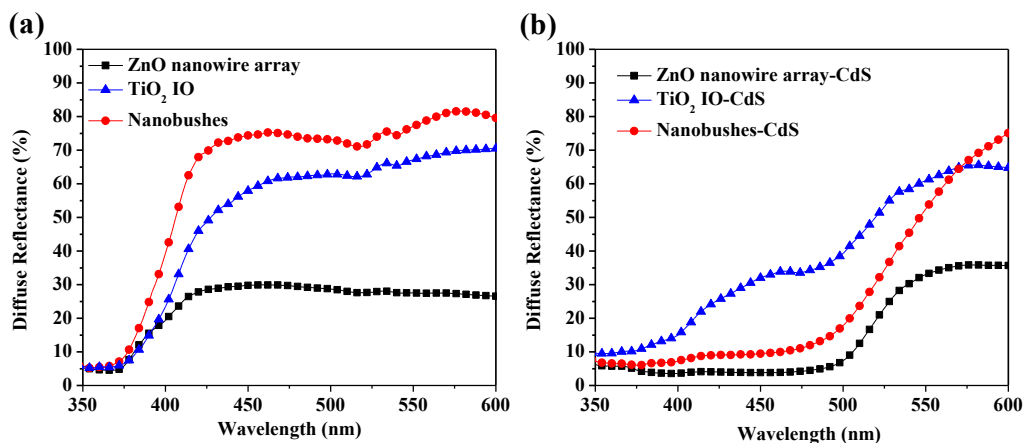 (a)
100
90
80
70
60
50
40
30
20
10
0
Diffuse Reflectance (%)
ZnO nanowire array
TiO₂ IO
Nanobushes
350 400 450 500 550 600
Wavelength (nm)
(b)
100
90
80
70
60
50
40
30
20
10
0
Diffuse Reflectance (%)
ZnO nanowire array-CdS
TiO₂ IO-CdS
Nanobushes-CdS
350 400 450 500 550 600
Wavelength (nm)